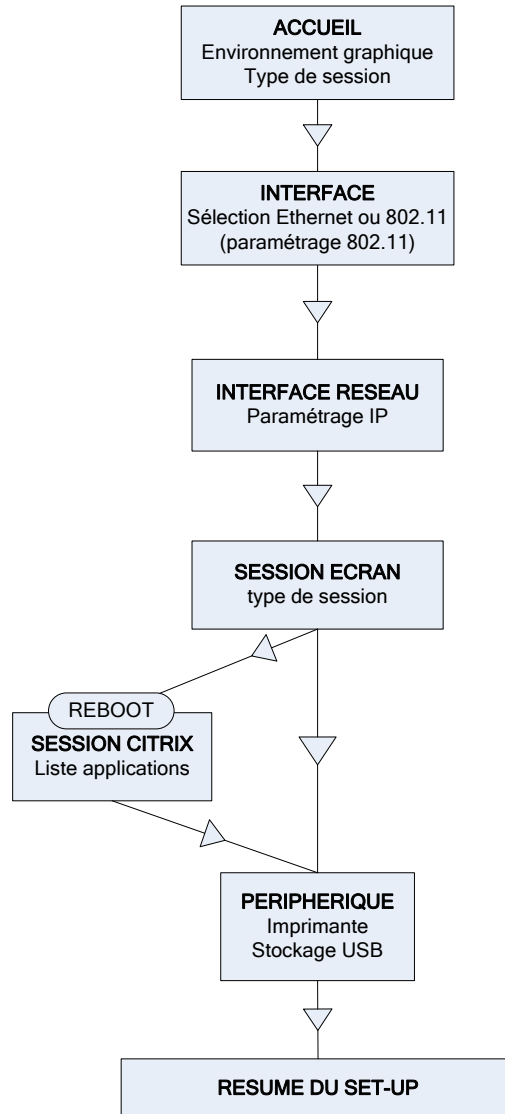 ACCUEIL
Environnement graphique
Type de session
INTERFACE
Sélection Ethernet ou 802.11
(paramétrage 802.11)
INTERFACE RESEAU
Paramétrage IP
SESSION ECRAN
type de session
REBOOT
SESSION CITRIX
Liste applications
PERIPHERIQUE
Imprimante
Stockage USB
RESUME DU SET-UP